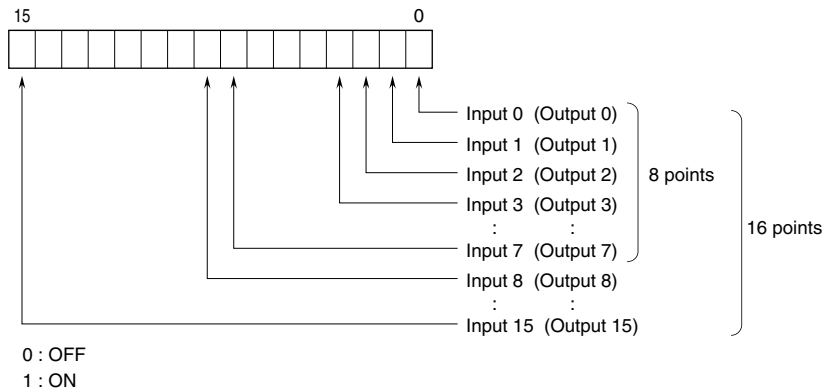 15 0
Input 0 (Output 0)
Input 1 (Output 1)
Input 2 (Output 2)
8 points
Input 3 (Output 3)
: :
16 points
Input 7 (Output 7)
Input 8 (Output 8)
: :
Input 15 (Output 15)
0 : OFF
1 : ON